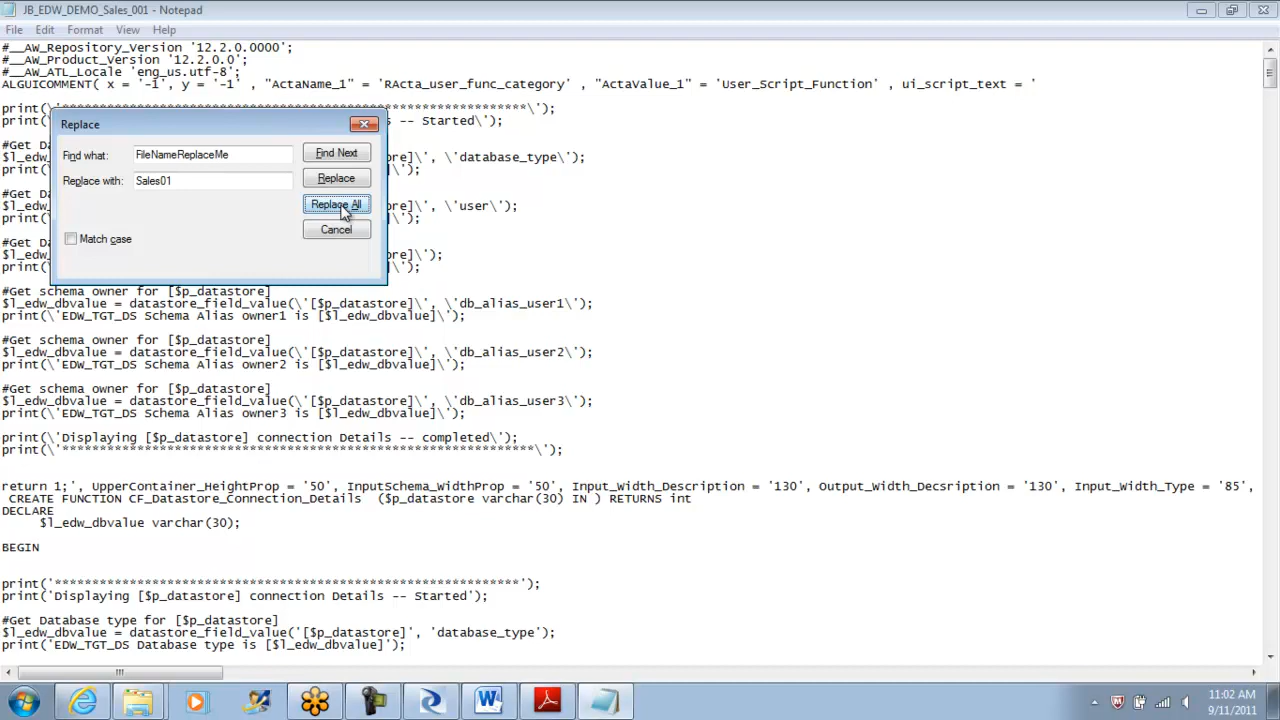 JB_EDW_DEMO_Sales_001 - Notepad
File Edit Format View Help
#__AW_Repository_Version '12.2.0.0000';
#__AW_Product_Version '12.2.0.0';
#__AW_ATL_Locale 'eng_us.utf-8';
ALGUICOMMENT( x = '-1', y = '-1' , "ActaName_1" = 'RActa_user_func_category' , "ActaValue_1" = 'User_Script_Function' , ui_script_text = '
Replace
Find what: FileNameReplaceMe Find Next
Replace with: Sales01 Replace
Replace All
Cancel
Match case
#Get schema owner for [$p_datastore]
$l_edw_dbvalue = datastore_field_value(\'[$p_datastore]\', \'db_alias_user1\');
print(\'EDW_TGT_DS Schema Alias owner1 is [$l_edw_dbvalue]\');
#Get schema owner for [$p_datastore]
$l_edw_dbvalue = datastore_field_value(\'[$p_datastore]\', \'db_alias_user2\');
print(\'EDW_TGT_DS Schema Alias owner2 is [$l_edw_dbvalue]\');
#Get schema owner for [$p_datastore]
$l_edw_dbvalue = datastore_field_value(\'[$p_datastore]\', \'db_alias_user3\');
print(\'EDW_TGT_DS Schema Alias owner3 is [$l_edw_dbvalue]\');
print(\'Displaying [$p_datastore] connection Details -- completed\');
print(\'***************************************************************\');
return 1;', UpperContainer_HeightProp = '50', InputSchema_WidthProp = '50', Input_Width_Description = '130', Output_Width_Decsription = '130', Input_Width_Type = '85',
CREATE FUNCTION CF_Datastore_Connection_Details ($p_datastore varchar(30) IN ) RETURNS int
DECLARE
$l_edw_dbvalue varchar(30);
BEGIN
print('**************************************************************');
print('Displaying [$p_datastore] connection Details -- Started');
#Get Database type for [$p_datastore]
$l_edw_dbvalue = datastore_field_value('[$p_datastore]', 'database_type');
print('EDW_TGT_DS Database type is [$l_edw_dbvalue]');
11:02 AM
9/11/2011